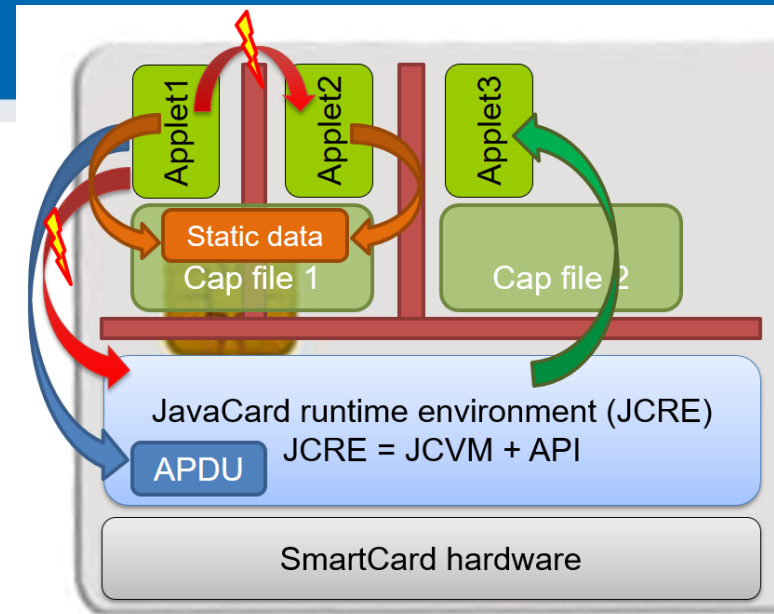 Applet1
Applet2
Applet3
Static data
Cap file 1
Cap file 2
JavaCard runtime environment (JCRE)
JCRE = JCVM + API
APDU
SmartCard hardware